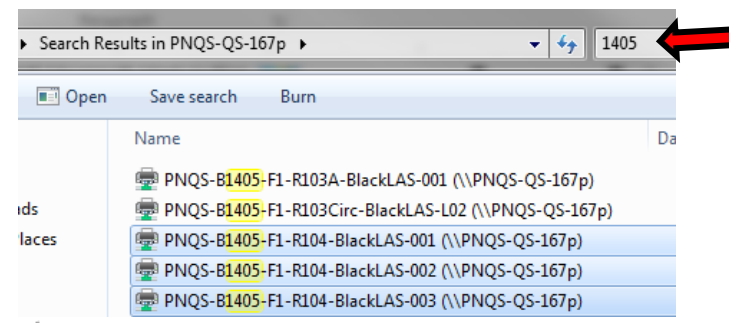 Search Results in PNQS-QS-167p
1405
Open Save search Burn
Name Da
PNQS-B1405-F1-R103A-BlackLAS-001 (\\PNQS-QS-167p)
nds PNQS-B1405-F1-R103Circ-BlackLAS-L02 (\\PNQS-QS-167p)
laces PNQS-B1405-F1-R104-BlackLAS-001 (\\PNQS-QS-167p)
PNQS-B1405-F1-R104-BlackLAS-002 (\\PNQS-QS-167p)
PNQS-B1405-F1-R104-BlackLAS-003 (\\PNQS-QS-167p)